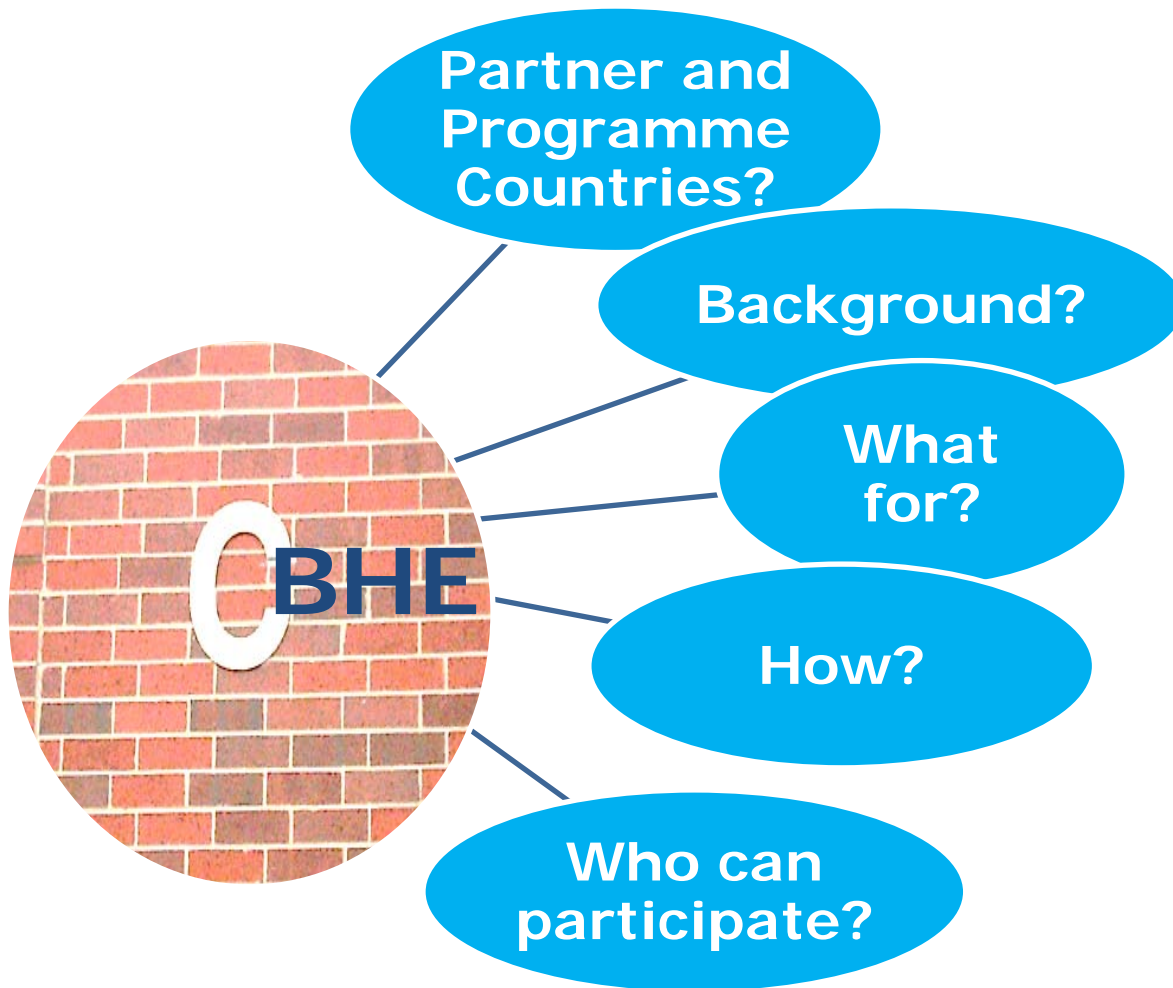 Partner and
Programme
Countries?
Background?
What
for?
CBHE
How?
Who can
participate?